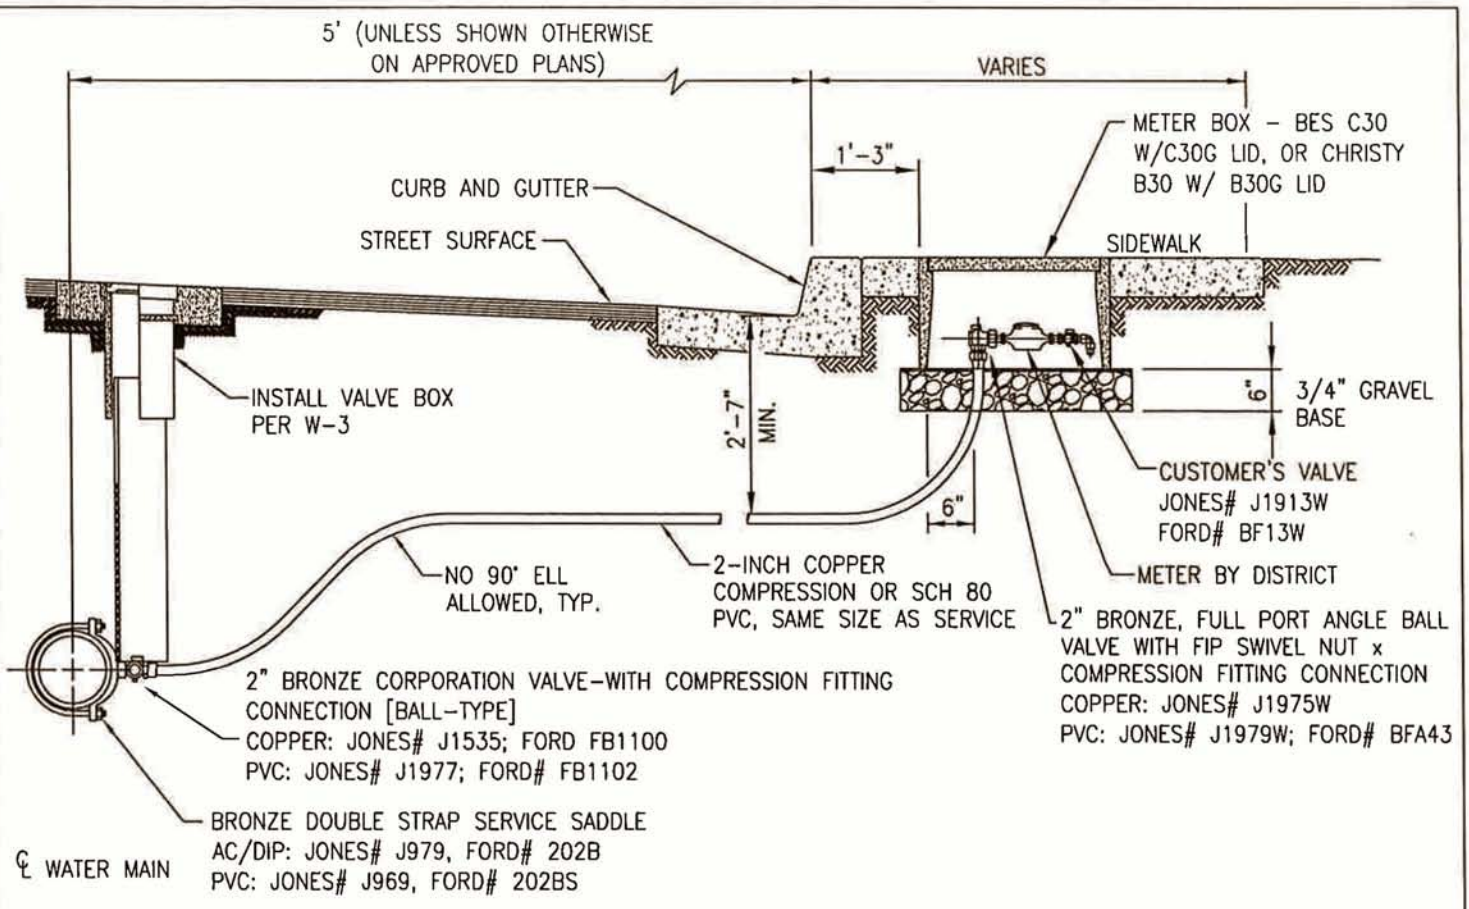 5' (UNLESS SHOWN OTHERWISE
ON APPROVED PLANS)
VARIES
METER BOX – BES C30
W/C30G LID, OR CHRISTY
B30 W/ B30G LID
1'-3"
CURB AND GUTTER
STREET SURFACE
SIDEWALK
INSTALL VALVE BOX
PER W-3
2'-7"
MIN.
6"
3/4" GRAVEL
BASE
6"
CUSTOMER'S VALVE
JONES# J1913W
FORD# BF13W
METER BY DISTRICT
NO 90° ELL
ALLOWED, TYP.
2-INCH COPPER
COMPRESSION OR SCH 80
PVC, SAME SIZE AS SERVICE
2" BRONZE, FULL PORT ANGLE BALL
VALVE WITH FIP SWIVEL NUT x
COMPRESSION FITTING CONNECTION
COPPER: JONES# J1975W
PVC: JONES# J1979W; FORD# BFA43
2" BRONZE CORPORATION VALVE-WITH COMPRESSION FITTING
CONNECTION [BALL-TYPE]
COPPER: JONES# J1535; FORD FB1100
PVC: JONES# J1977; FORD# FB1102
BRONZE DOUBLE STRAP SERVICE SADDLE
AC/DIP: JONES# J979, FORD# 202B
PVC: JONES# J969, FORD# 202BS
℄ WATER MAIN